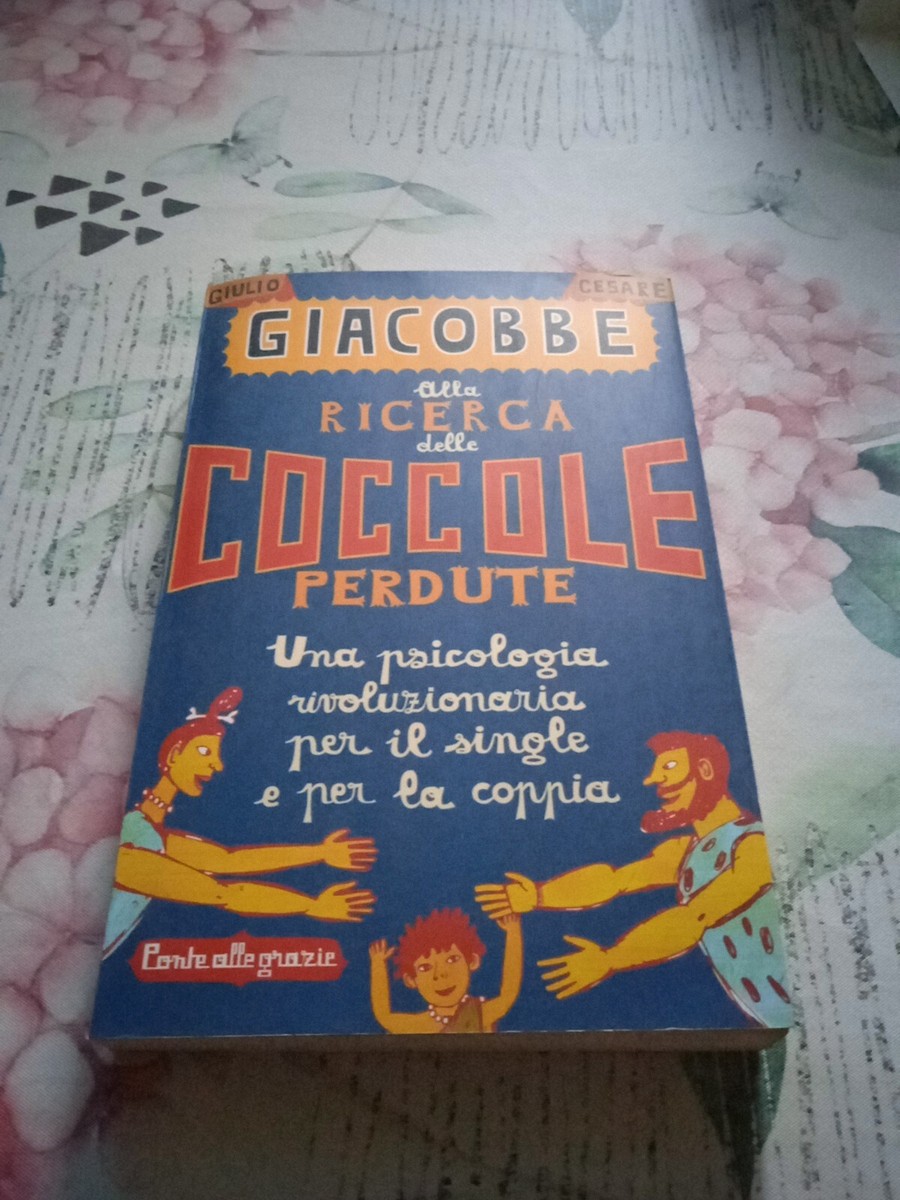 GIULIO CESARE
GIACOBBE
alla
RICERCA
delle
COCCOLE
PERDUTE
Una psicologia
rivoluzionaria
per il single
e per la coppia
Ponte alle grazie